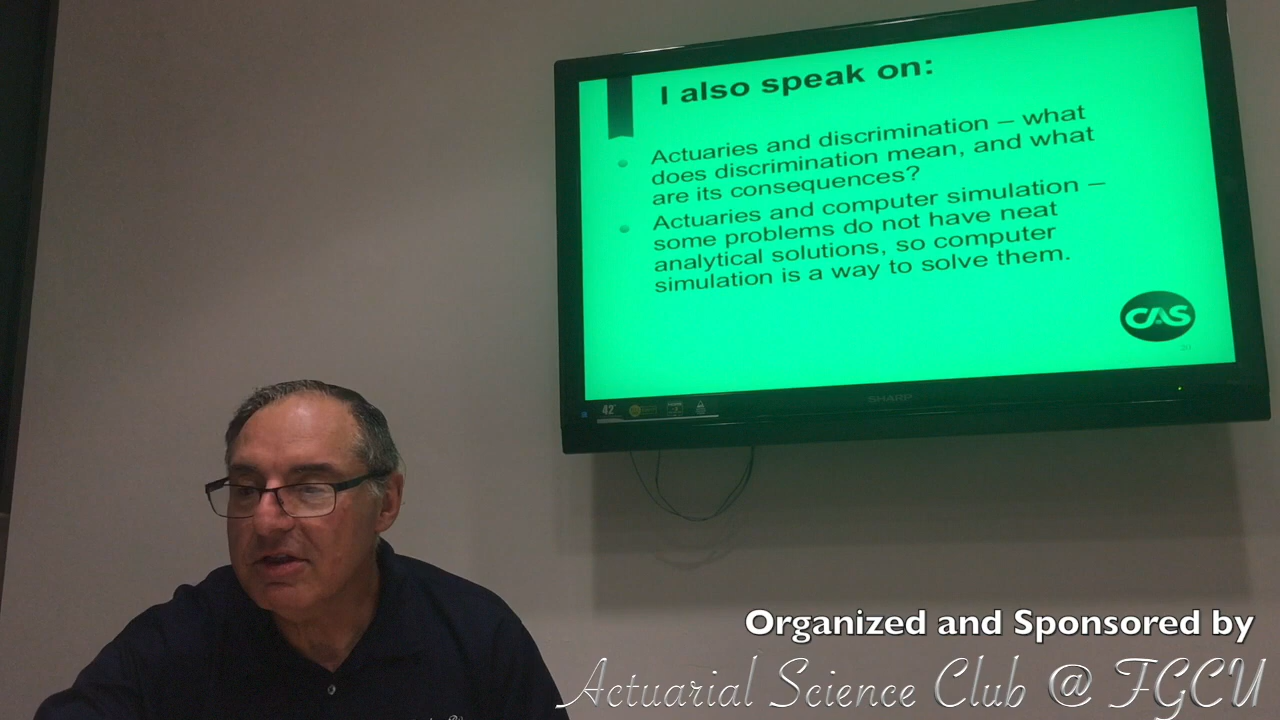 I also speak on:
Actuaries and discrimination – what
does discrimination mean, and what
are its consequences?
Actuaries and computer simulation –
some problems do not have neat
analytical solutions, so computer
simulation is a way to solve them.
CAS
20
SHARP
42
Organized and Sponsored by
Actuarial Science Club @ FGCU